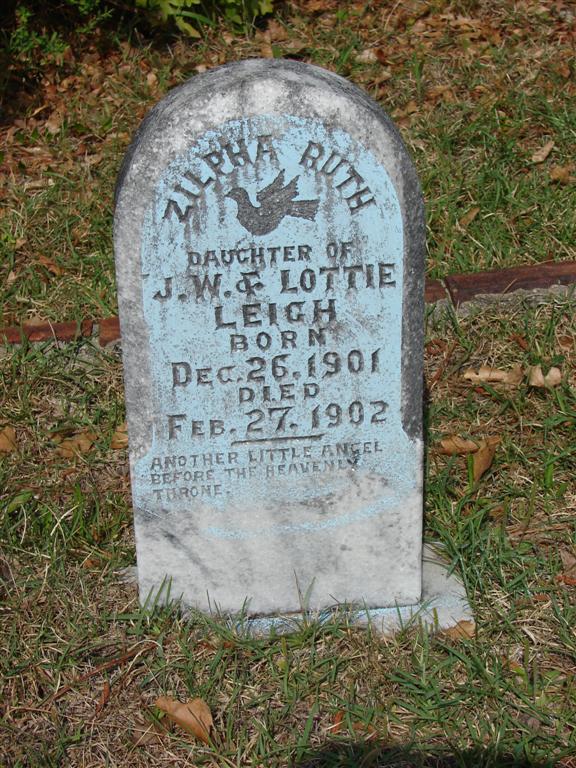 ZILPHA RUTH
DAUGHTER OF
J. W. & LOTTIE
LEIGH
BORN
DEC. 26. 1901
DIED
FEB. 27. 1902
ANOTHER LITTLE ANGEL
BEFORE THE HEAVENLY
THRONE.